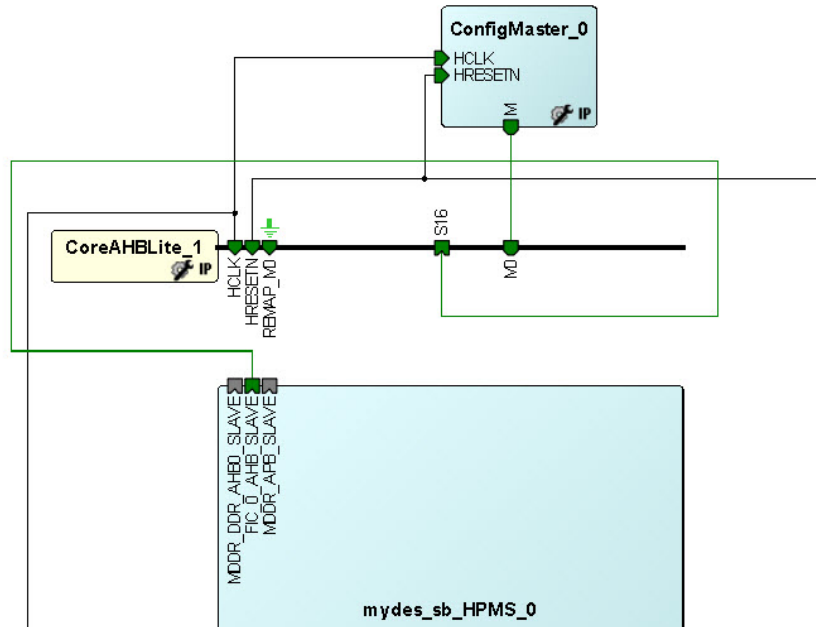 ConfigMaster_0
HCLK
HRESETN
M
IP
S16
CoreAHBLite_1
IP
HCLK
HRESETN
REMAP_M0
M0
MDDR_DDR_AHB0_SLAVE
FIC_0_AHB_SLAVE
MDDR_APB_SLAVE
mydes_sb_HPMS_0